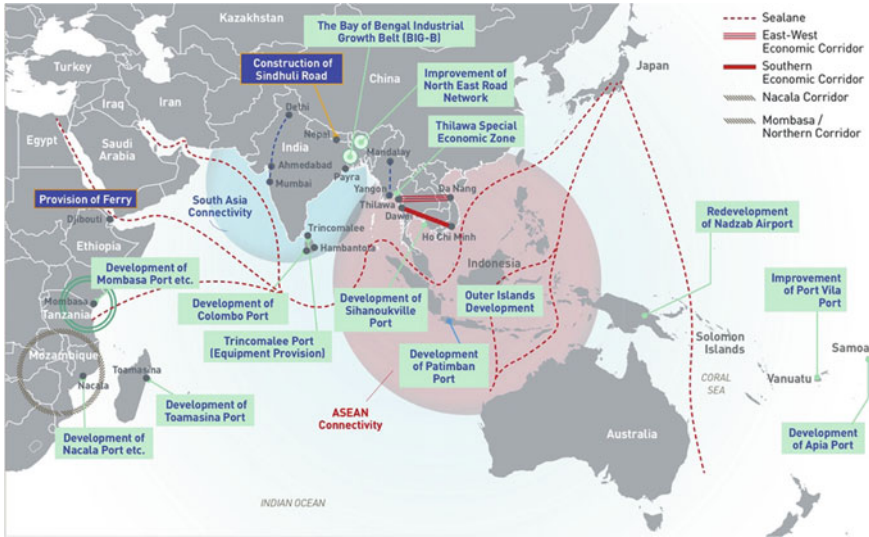 Kazakhstan
The Bay of Bengal Industrial
Growth Belt (BIG-B)
Sealane
East-West
Economic Corridor
Southern
Economic Corridor
Nacala Corridor
Mombasa /
Northern Corridor
Turkey
Construction of
Sindhuli Road
China
Japan
Improvement of
North East Road
Network
Iraq
Iran
Delhi
Egypt
Saudi
Arabia
Nepal
India
Thilawa Special
Economic Zone
Mandalay
Ahmedabad
Payra
Mumbai
Yangon
Da Nang
Thilawa
Dawei
Provision of Ferry
South Asia
Connectivity
Djibouti
Trincomalee
Ho Chi Minh
Redevelopment of
Nadzab Airport
Ethiopia
Hambantota
Development of
Mombasa Port etc.
Indonesia
Improvement
of Port Vila
Port
Mombasa
Tanzania
Development of
Colombo Port
Development of
Sihanoukville
Port
Outer Islands
Development
Trincomalee Port
(Equipment Provision)
Solomon
Islands
Samoa
Mozambique
Toamasina
Development
of Patimban
Port
Nacala
CORAL
SEA
Vanuatu
Development of
Toamasina Port
ASEAN
Connectivity
Development of
Nacala Port etc.
Australia
Development
of Apia Port
INDIAN OCEAN